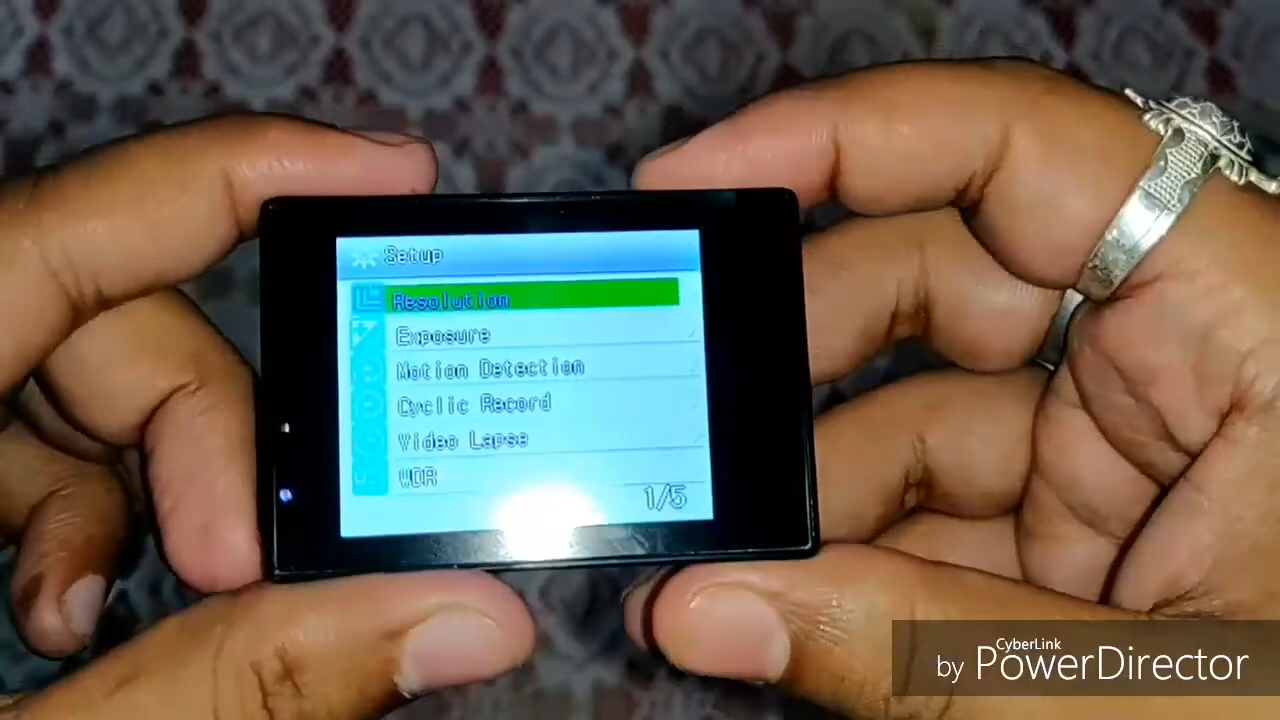 Setup
Resolution
Exposure
Motion Detection
Cyclic Record
Video Lapse
WDR
1/5
CyberLink
by PowerDirector